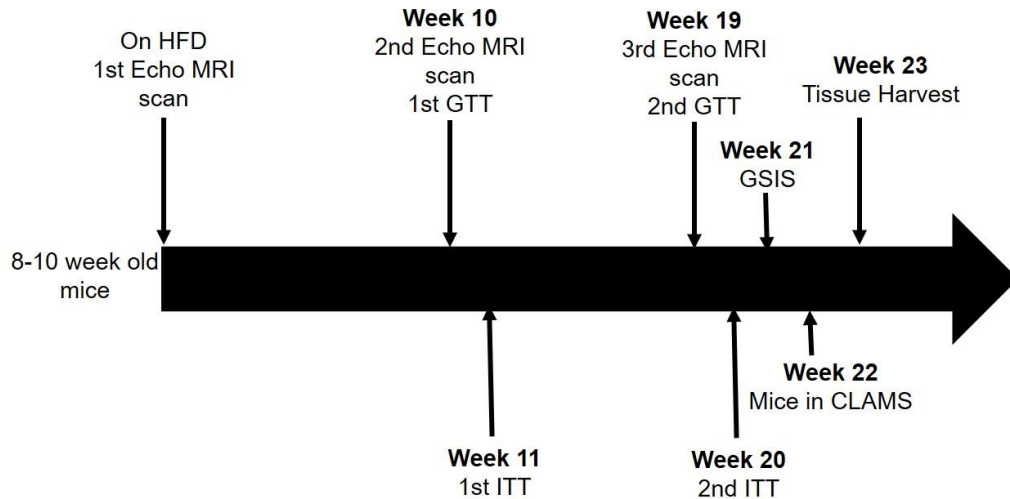 On HFD
1st Echo MRI
scan
Week 10
2nd Echo MRI
scan
1st GTT
Week 19
3rd Echo MRI
scan
2nd GTT
Week 21
GSIS
Week 23
Tissue Harvest
8-10 week old
mice
Week 11
1st ITT
Week 20
2nd ITT
Week 22
Mice in CLAMS